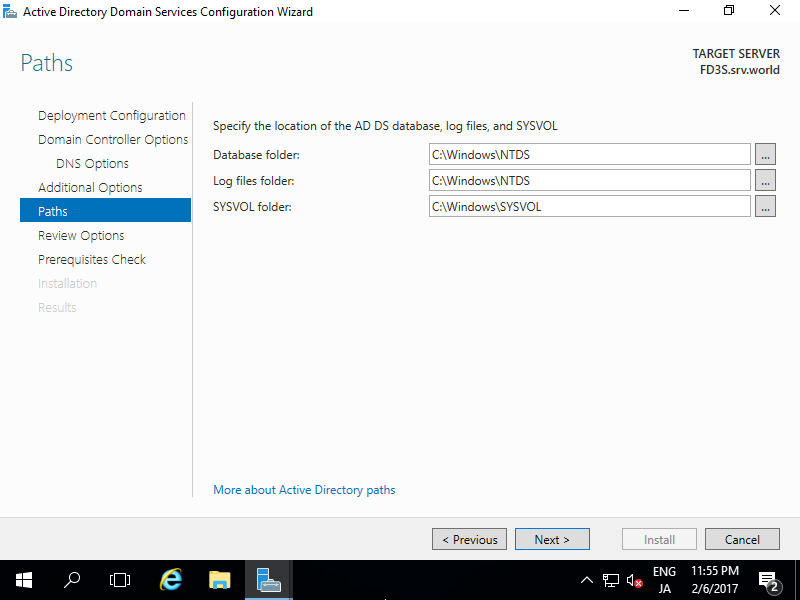 Active Directory Domain Services Configuration Wizard
Paths
TARGET SERVER
FD3S.srv.world
Deployment Configuration
Domain Controller Options
DNS Options
Additional Options
Paths
Review Options
Prerequisites Check
Installation
Results
Specify the location of the AD DS database, log files, and SYSVOL
Database folder: C:\Windows\NTDS ...
Log files folder: C:\Windows\NTDS ...
SYSVOL folder: C:\Windows\SYSVOL ...
More about Active Directory paths
< Previous Next > Install Cancel
ENG 11:55 PM
JA 2/6/2017 2